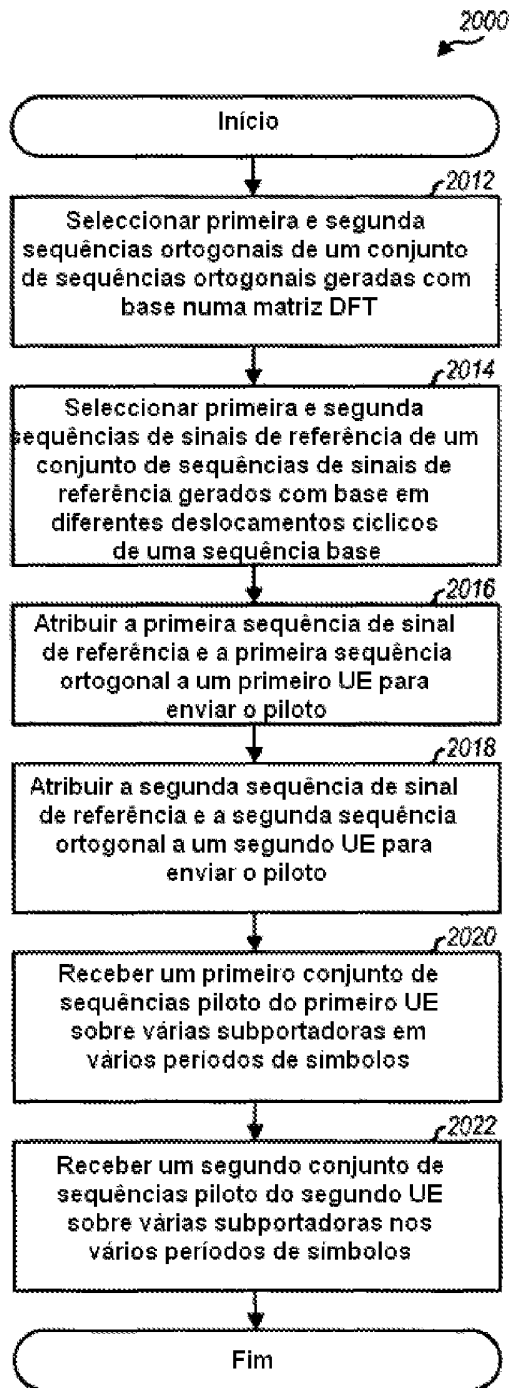 2000
Início
2012
Seleccionar primeira e segunda
sequências ortogonais de um conjunto
de sequências ortogonais geradas com
base numa matriz DFT
2014
Seleccionar primeira e segunda
sequências de sinais de referência de um
conjunto de sequências de sinais de
referência gerados com base em
diferentes deslocamentos cíclicos
de uma sequência base
2016
Atribuir a primeira sequência de sinal
de referência e a primeira sequência
ortogonal a um primeiro UE para
enviar o piloto
2018
Atribuir a segunda sequência de sinal
de referência e a segunda sequência
ortogonal a um segundo UE para
enviar o piloto
2020
Receber um primeiro conjunto de
sequências piloto do primeiro UE
sobre várias subportadoras em
vários períodos de símbolos
2022
Receber um segundo conjunto de
sequências piloto do segundo UE
sobre várias subportadoras nos
vários períodos de símbolos
Fim